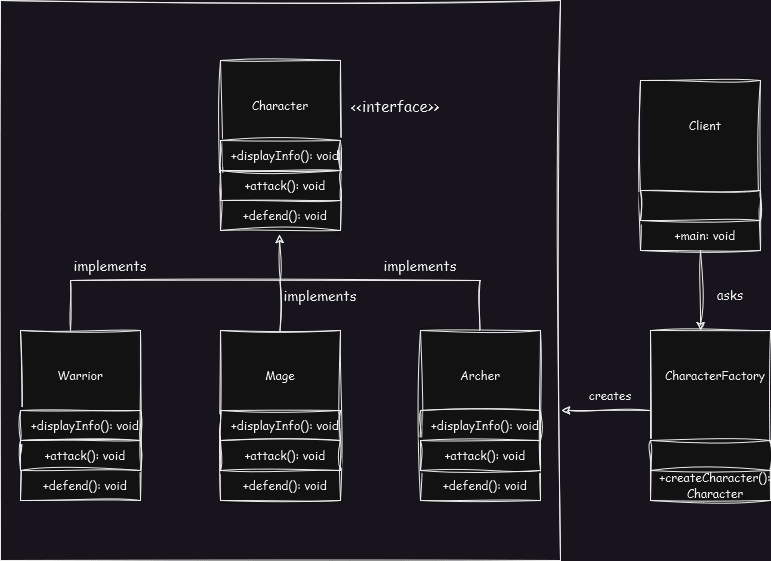 Character
<<interface>>
+displayInfo(): void
+attack(): void
+defend(): void
implements
implements
implements
Warrior
+displayInfo(): void
+attack(): void
+defend(): void
Mage
+displayInfo(): void
+attack(): void
+defend(): void
Archer
+displayInfo(): void
+attack(): void
+defend(): void
Client
+main: void
asks
creates
CharacterFactory
+createCharacter():
Character